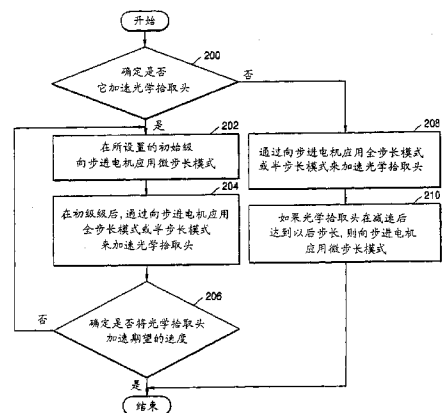 开始
200
确定是否
它加速光学拾取头
否
是
202
在所设置的初始级
向步进电机应用微步长模式
204
在初级级后,通过向步进电机应用
全步长模式或半步长模式
来加速光学拾取头
208
通过向步进电机应用全步长模式
或半步长模式来加速光学拾取头
210
如果光学拾取头在减速后
达到以后步长,则向步进电机
应用微步长模式
206
否
确定是否将光学拾取头
加速期望的速度
是
结束